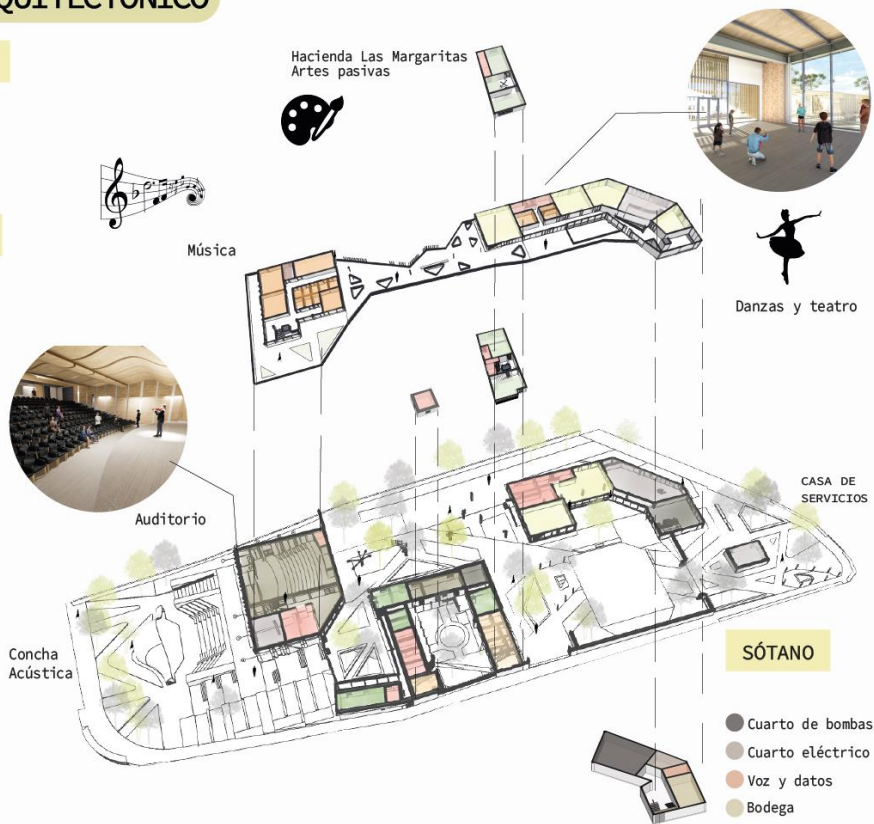 QUITECTÓNICO
Hacienda Las Margaritas
Artes pasivas
Música
Danzas y teatro
Auditorio
CASA DE
SERVICIOS
Concha
Acústica
SÓTANO
Cuarto de bombas
Cuarto eléctrico
Voz y datos
Bodega